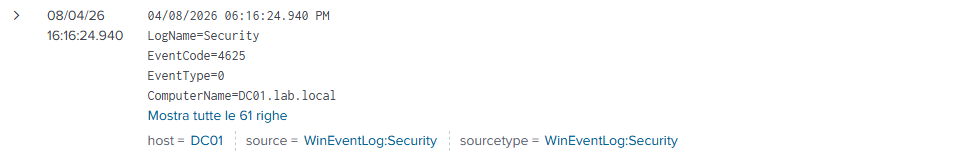 08/04/26
16:16:24.940
04/08/2026 06:16:24.940 PM
LogName=Security
EventCode=4625
EventType=0
ComputerName=DC01.lab.local
Mostra tutte le 61 righe
host = DC01 source = WinEventLog:Security sourcetype = WinEventLog:Security